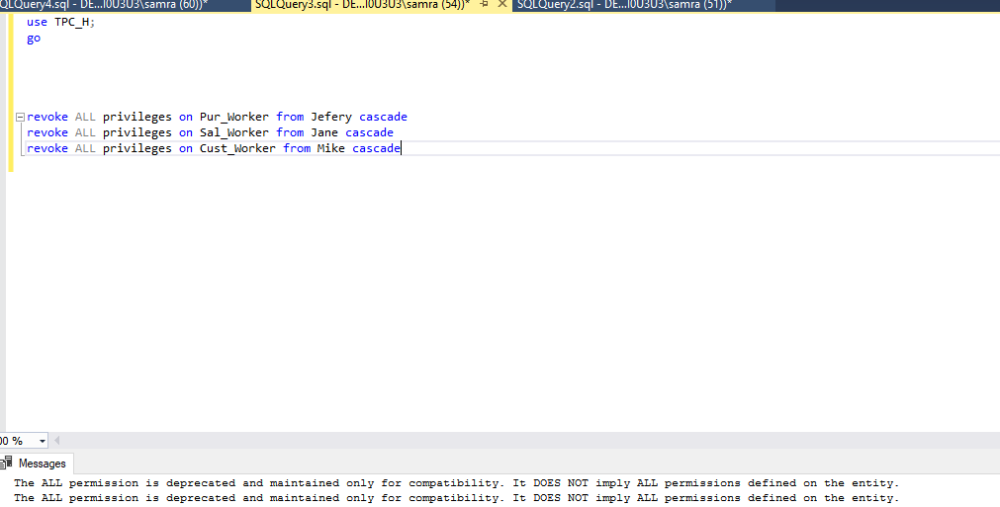 QLQuery4.sql - DE...I0U3U3\samra (60))* SQLQuery3.sql - DE...I0U3U3\samra (54))* SQLQuery2.sql - DE...I0U3U3\samra (51))*
use TPC_H;
go
revoke ALL privileges on Pur_Worker from Jefery cascade
revoke ALL privileges on Sal_Worker from Jane cascade
revoke ALL privileges on Cust_Worker from Mike cascade
00 %
Messages
The ALL permission is deprecated and maintained only for compatibility. It DOES NOT imply ALL permissions defined on the entity.
The ALL permission is deprecated and maintained only for compatibility. It DOES NOT imply ALL permissions defined on the entity.